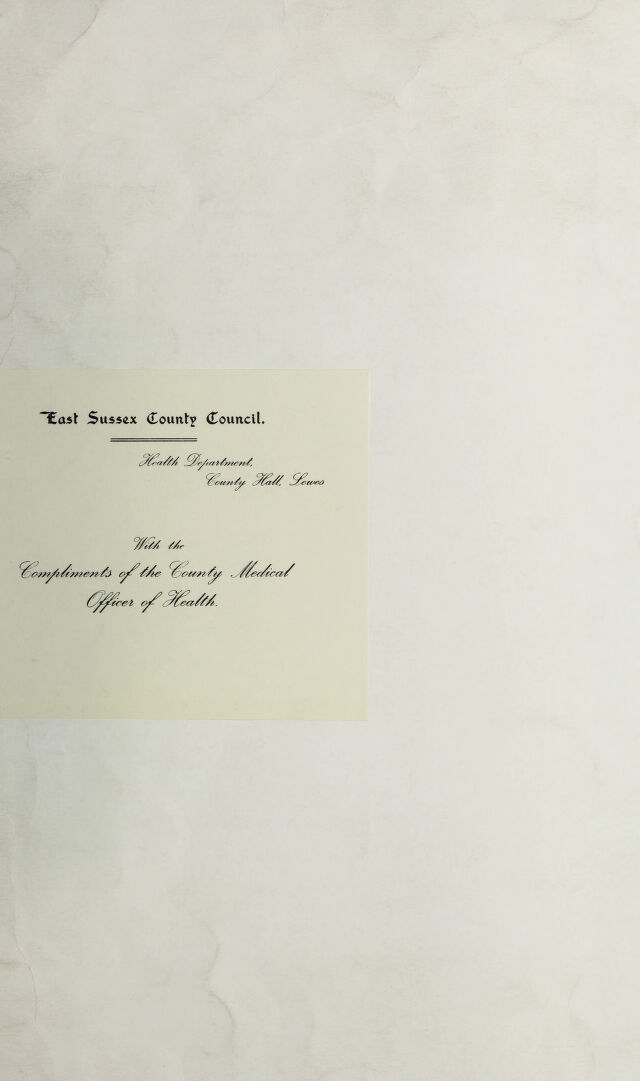 East Sussex County Council.
Health Department,
County Hall, Lewes
With the
Compliments of the County Medical
Officer of Health.